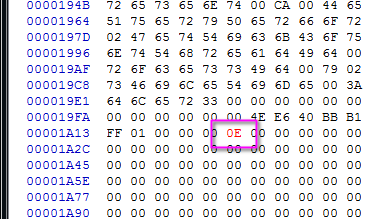 0000194B 72 65 73 65 6E 74 00 CA 00 44 65
00001964 51 75 65 72 79 50 65 72 66 6F 72
0000197D 02 47 65 74 54 69 63 6B 43 6F 75
00001996 6E 74 54 68 72 65 61 64 49 64 00
000019AF 72 6F 63 65 73 73 49 64 00 79 02
000019C8 73 46 69 6C 65 54 69 6D 65 00 3A
000019E1 64 6C 65 72 33 00 00 00 00 00 00
000019FA 00 00 00 00 00 00 4E E6 40 BB B1
00001A13 FF 01 00 00 00 0E 00 00 00 00 00
00001A2C 00 00 00 00 00 00 00 00 00 00 00
00001A45 00 00 00 00 00 00 00 00 00 00 00
00001A5E 00 00 00 00 00 00 00 00 00 00 00
00001A77 00 00 00 00 00 00 00 00 00 00 00
00001A90 00 00 00 00 00 00 00 00 00 00 00